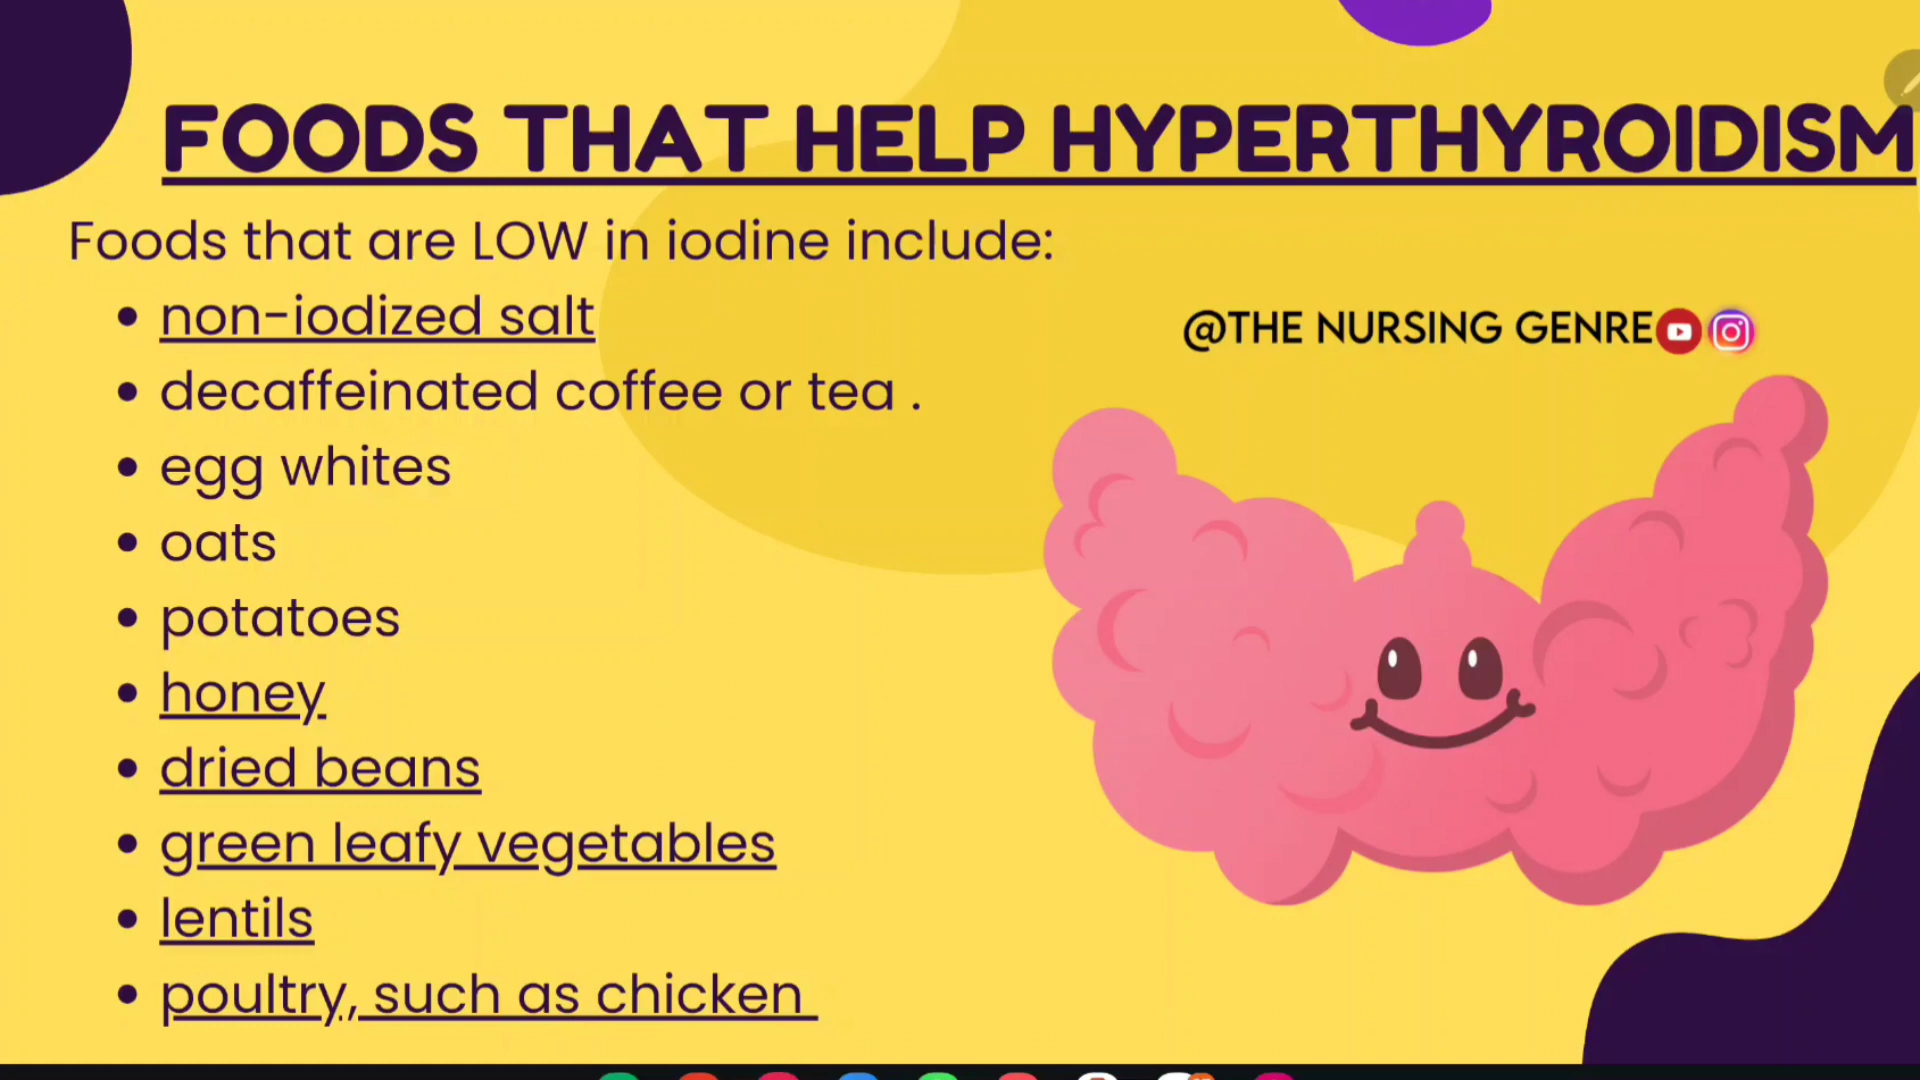 FOODS THAT HELP HYPERTHYROIDISM
Foods that are LOW in iodine include:
@THE NURSING GENRE
• non-iodized salt
• decaffeinated coffee or tea .
• egg whites
• oats
• potatoes
• honey
• dried beans
• green leafy vegetables
• lentils
• poultry, such as chicken